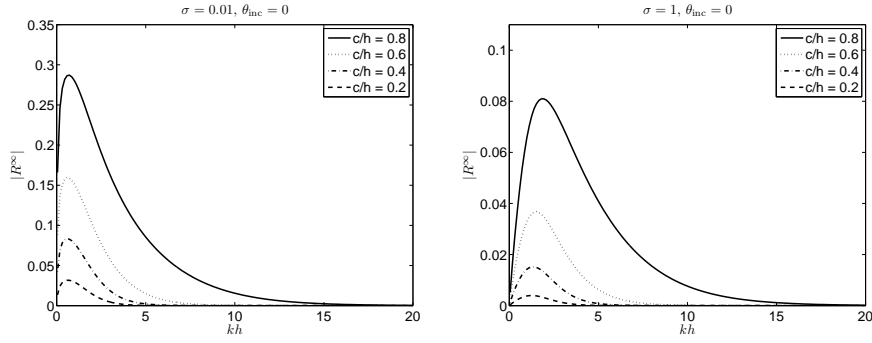 σ = 0.01, θinc = 0
0.35
0.3
0.25
0.2
0.15
0.1
0.05
0
|R∞|
c/h = 0.8
c/h = 0.6
c/h = 0.4
c/h = 0.2
0 5 10 15 20
kh
σ = 1, θinc = 0
0.1
0.08
0.06
0.04
0.02
0
|R∞|
c/h = 0.8
c/h = 0.6
c/h = 0.4
c/h = 0.2
0 5 10 15 20
kh